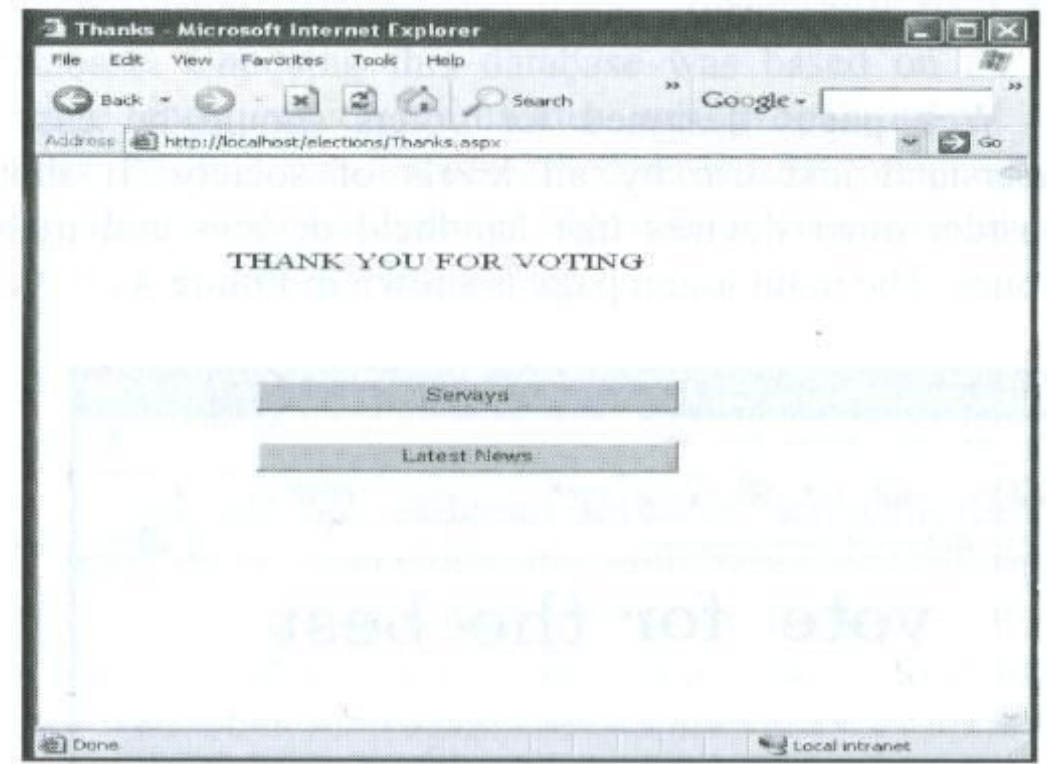 Thanks - Microsoft Internet Explorer
File Edit View Favorites Tools Help
Back Search » Google »
Address http://localhost/elections/Thanks.aspx Go
THANK YOU FOR VOTING
Servays
Latest News
vote for the best
Done Local intranet